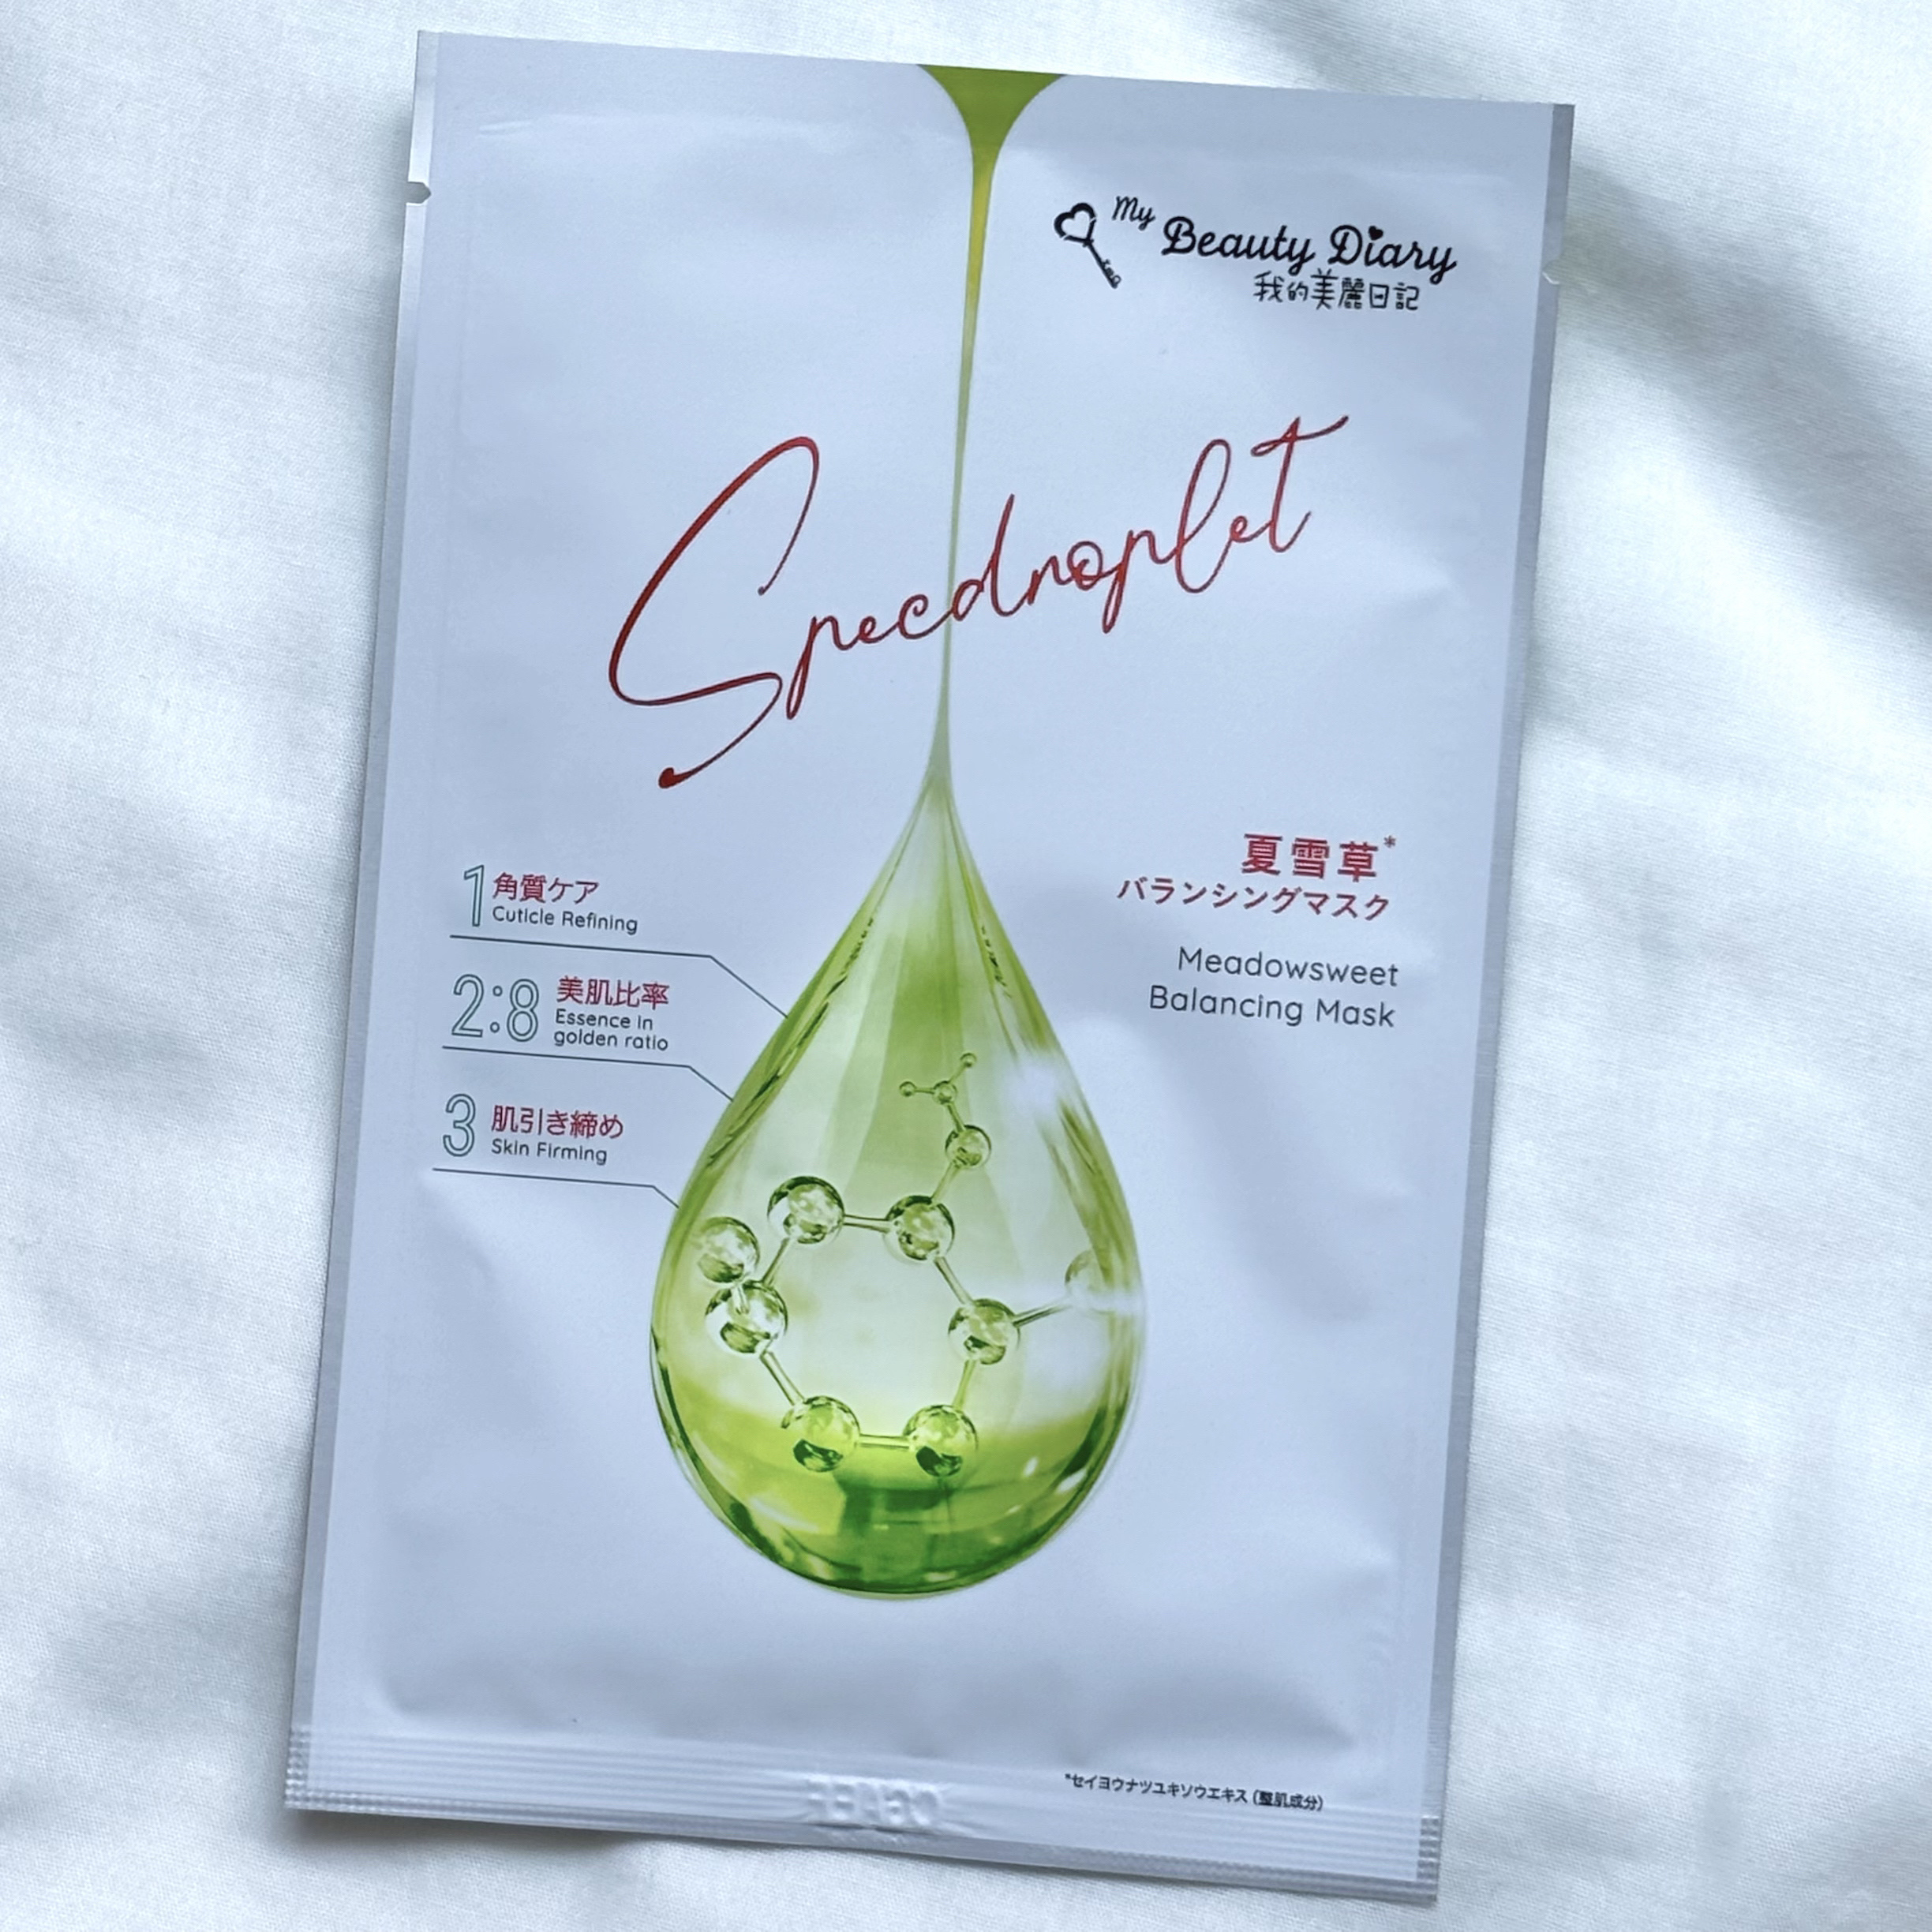 My Beauty Diary
我的美麗日記
Specdroplet
夏雪草*
バランシングマスク
Meadowsweet
Balancing Mask
1 角質ケア
Cuticle Refining
2:8 美肌比率
Essence in
golden ratio
3 肌引き締め
Skin Firming
*セイヨウナツユキソウエキス（整肌成分）